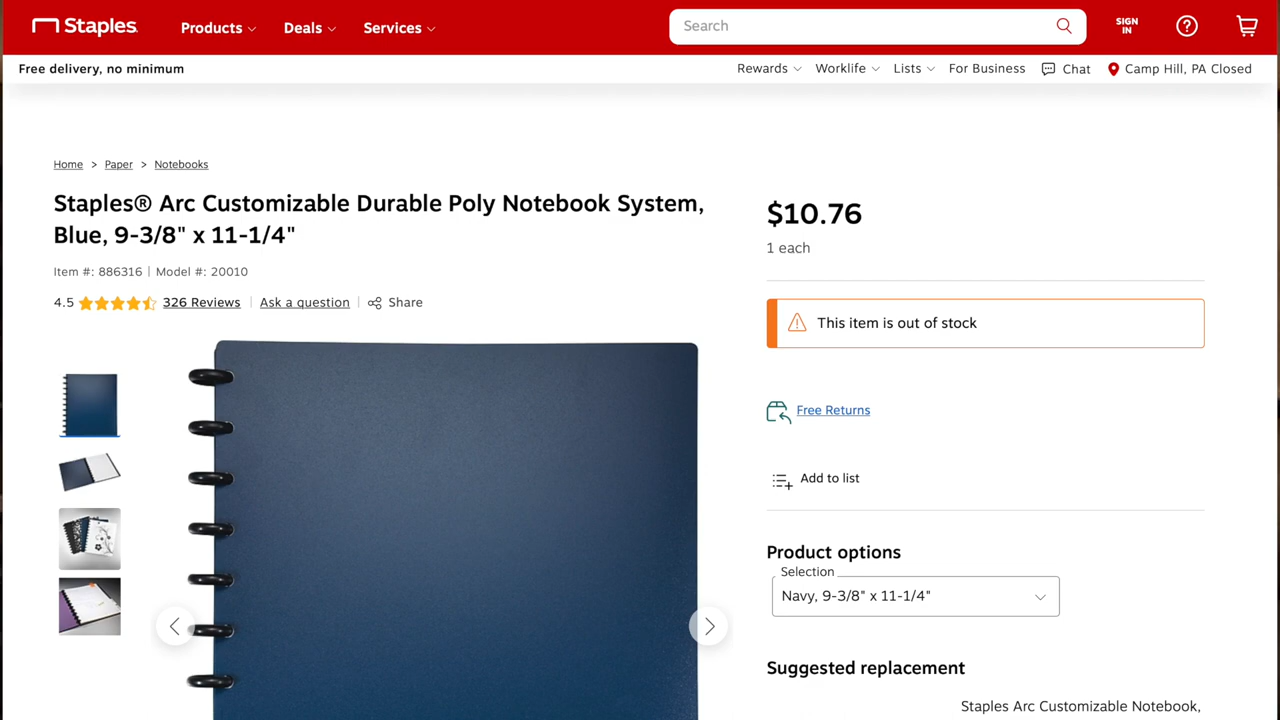 Staples
Products
Deals
Services
Search
SIGN
IN
Free delivery, no minimum
Rewards
Worklife
Lists
For Business
Chat
Camp Hill, PA Closed
Home > Paper > Notebooks
Staples® Arc Customizable Durable Poly Notebook System,
Blue, 9-3/8" x 11-1/4"
Item #: 886316 | Model #: 20010
4.5
326 Reviews
Ask a question
Share
$10.76
1 each
This item is out of stock
Free Returns
Add to list
Product options
Selection
Navy, 9-3/8" x 11-1/4"
Suggested replacement
Staples Arc Customizable Notebook,